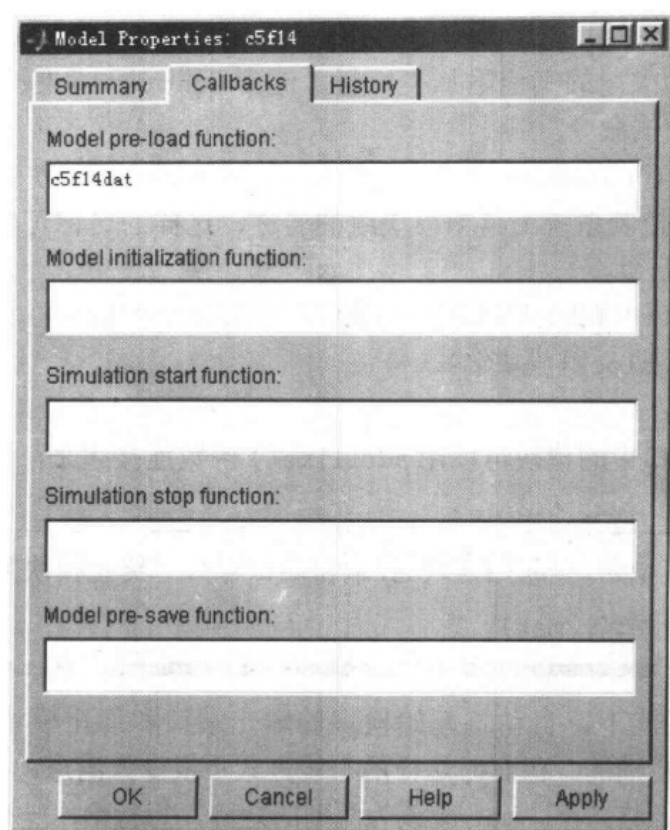 Model Properties: c5f14
Summary Callbacks History
Model pre-load function:
c5f14dat
Model initialization function:
Simulation start function:
Simulation stop function:
Model pre-save function:
OK Cancel Help Apply